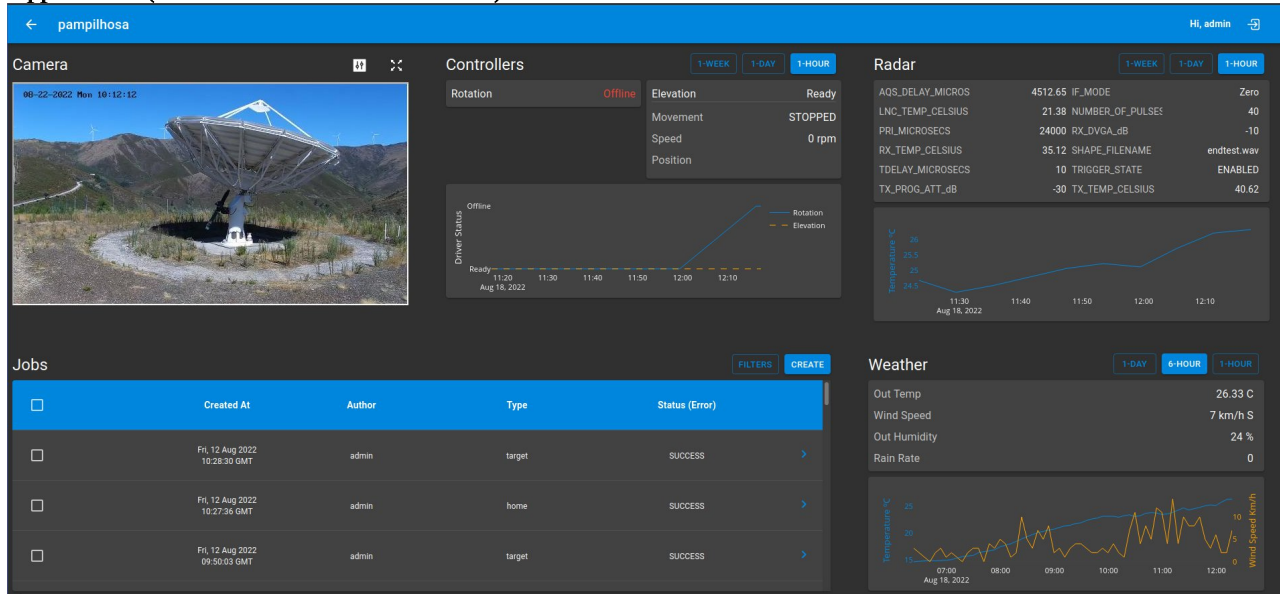 pampilhosa
Hi, admin
Camera
08-22-2022 Mon 10:12:12
Controllers
1-WEEK 1-DAY 1-HOUR
Rotation Offline
Elevation Ready
Movement STOPPED
Speed 0 rpm
Position
Driver Status
Offline
Ready
11:20 11:30 11:40 11:50 12:00 12:10
Aug 18, 2022
Rotation
Elevation
Radar
1-WEEK 1-DAY 1-HOUR
AQS_DELAY_MICROS 4512.65 IF_MODE Zero
LNC_TEMP_CELSIUS 21.38 NUMBER_OF_PULSES 40
PRI_MICROSECS 24000 RX_DVGA_dB -10
RX_TEMP_CELSIUS 35.12 SHAPE_FILENAME endtest.wav
TDELAY_MICROSECS 10 TRIGGER_STATE ENABLED
TX_PROG_ATT_dB -30 TX_TEMP_CELSIUS 40.62
Temperature °C
26
25.5
25
24.5
11:30 11:40 11:50 12:00 12:10
Aug 18, 2022
Jobs
FILTERS CREATE
Created At Author Type Status (Error)
Fri, 12 Aug 2022
10:28:30 GMT admin target SUCCESS
Fri, 12 Aug 2022
10:27:36 GMT admin home SUCCESS
Fri, 12 Aug 2022
09:50:03 GMT admin target SUCCESS
Weather
1-DAY 6-HOUR 1-HOUR
Out Temp 26.33 C
Wind Speed 7 km/h S
Out Humidity 24 %
Rain Rate 0
Temperature °C
25
20
15
10
5
0
Wind Speed Km/h
07:00 08:00 09:00 10:00 11:00 12:00
Aug 18, 2022